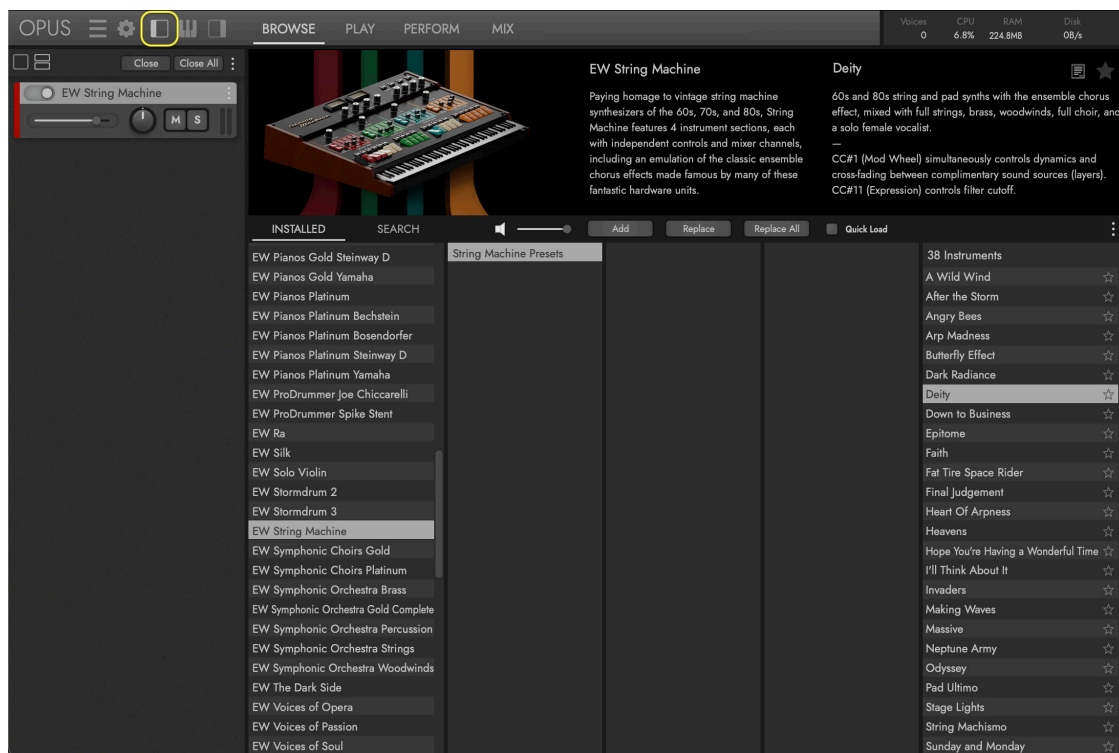 OPUS
BROWSE
PLAY
PERFORM
MIX
Voices
0
CPU
6.8%
RAM
224.8MB
Disk
0B/s
Close
Close All
EW String Machine
M
S
EW String Machine
Paying homage to vintage string machine
synthesizers of the 60s, 70s, and 80s, String
Machine features 4 instrument sections, each
with independent controls and mixer channels,
including an emulation of the classic ensemble
chorus effects made famous by many of these
fantastic hardware units.
Deity
60s and 80s string and pad synths with the ensemble chorus
effect, mixed with full strings, brass, woodwinds, full choir, and
a solo female vocalist.
—
CC#1 (Mod Wheel) simultaneously controls dynamics and
cross-fading between complimentary sound sources (layers).
CC#11 (Expression) controls filter cutoff.
INSTALLED
SEARCH
Add
Replace
Replace All
Quick Load
EW Pianos Gold Steinway D
EW Pianos Gold Yamaha
EW Pianos Platinum
EW Pianos Platinum Bechstein
EW Pianos Platinum Bosendorfer
EW Pianos Platinum Steinway D
EW Pianos Platinum Yamaha
EW ProDrummer Joe Chiccarelli
EW ProDrummer Spike Stent
EW Ra
EW Silk
EW Solo Violin
EW Stormdrum 2
EW Stormdrum 3
EW String Machine
EW Symphonic Choirs Gold
EW Symphonic Choirs Platinum
EW Symphonic Orchestra Brass
EW Symphonic Orchestra Gold Complete
EW Symphonic Orchestra Percussion
EW Symphonic Orchestra Strings
EW Symphonic Orchestra Woodwinds
EW The Dark Side
EW Voices of Opera
EW Voices of Passion
EW Voices of Soul
String Machine Presets
38 Instruments
A Wild Wind
After the Storm
Angry Bees
Arp Madness
Butterfly Effect
Dark Radiance
Deity
Down to Business
Epitome
Faith
Fat Tire Space Rider
Final Judgement
Heart Of Arpness
Heavens
Hope You're Having a Wonderful Time
I'll Think About It
Invaders
Making Waves
Massive
Neptune Army
Odyssey
Pad Ultimo
Stage Lights
String Machismo
Sunday and Monday